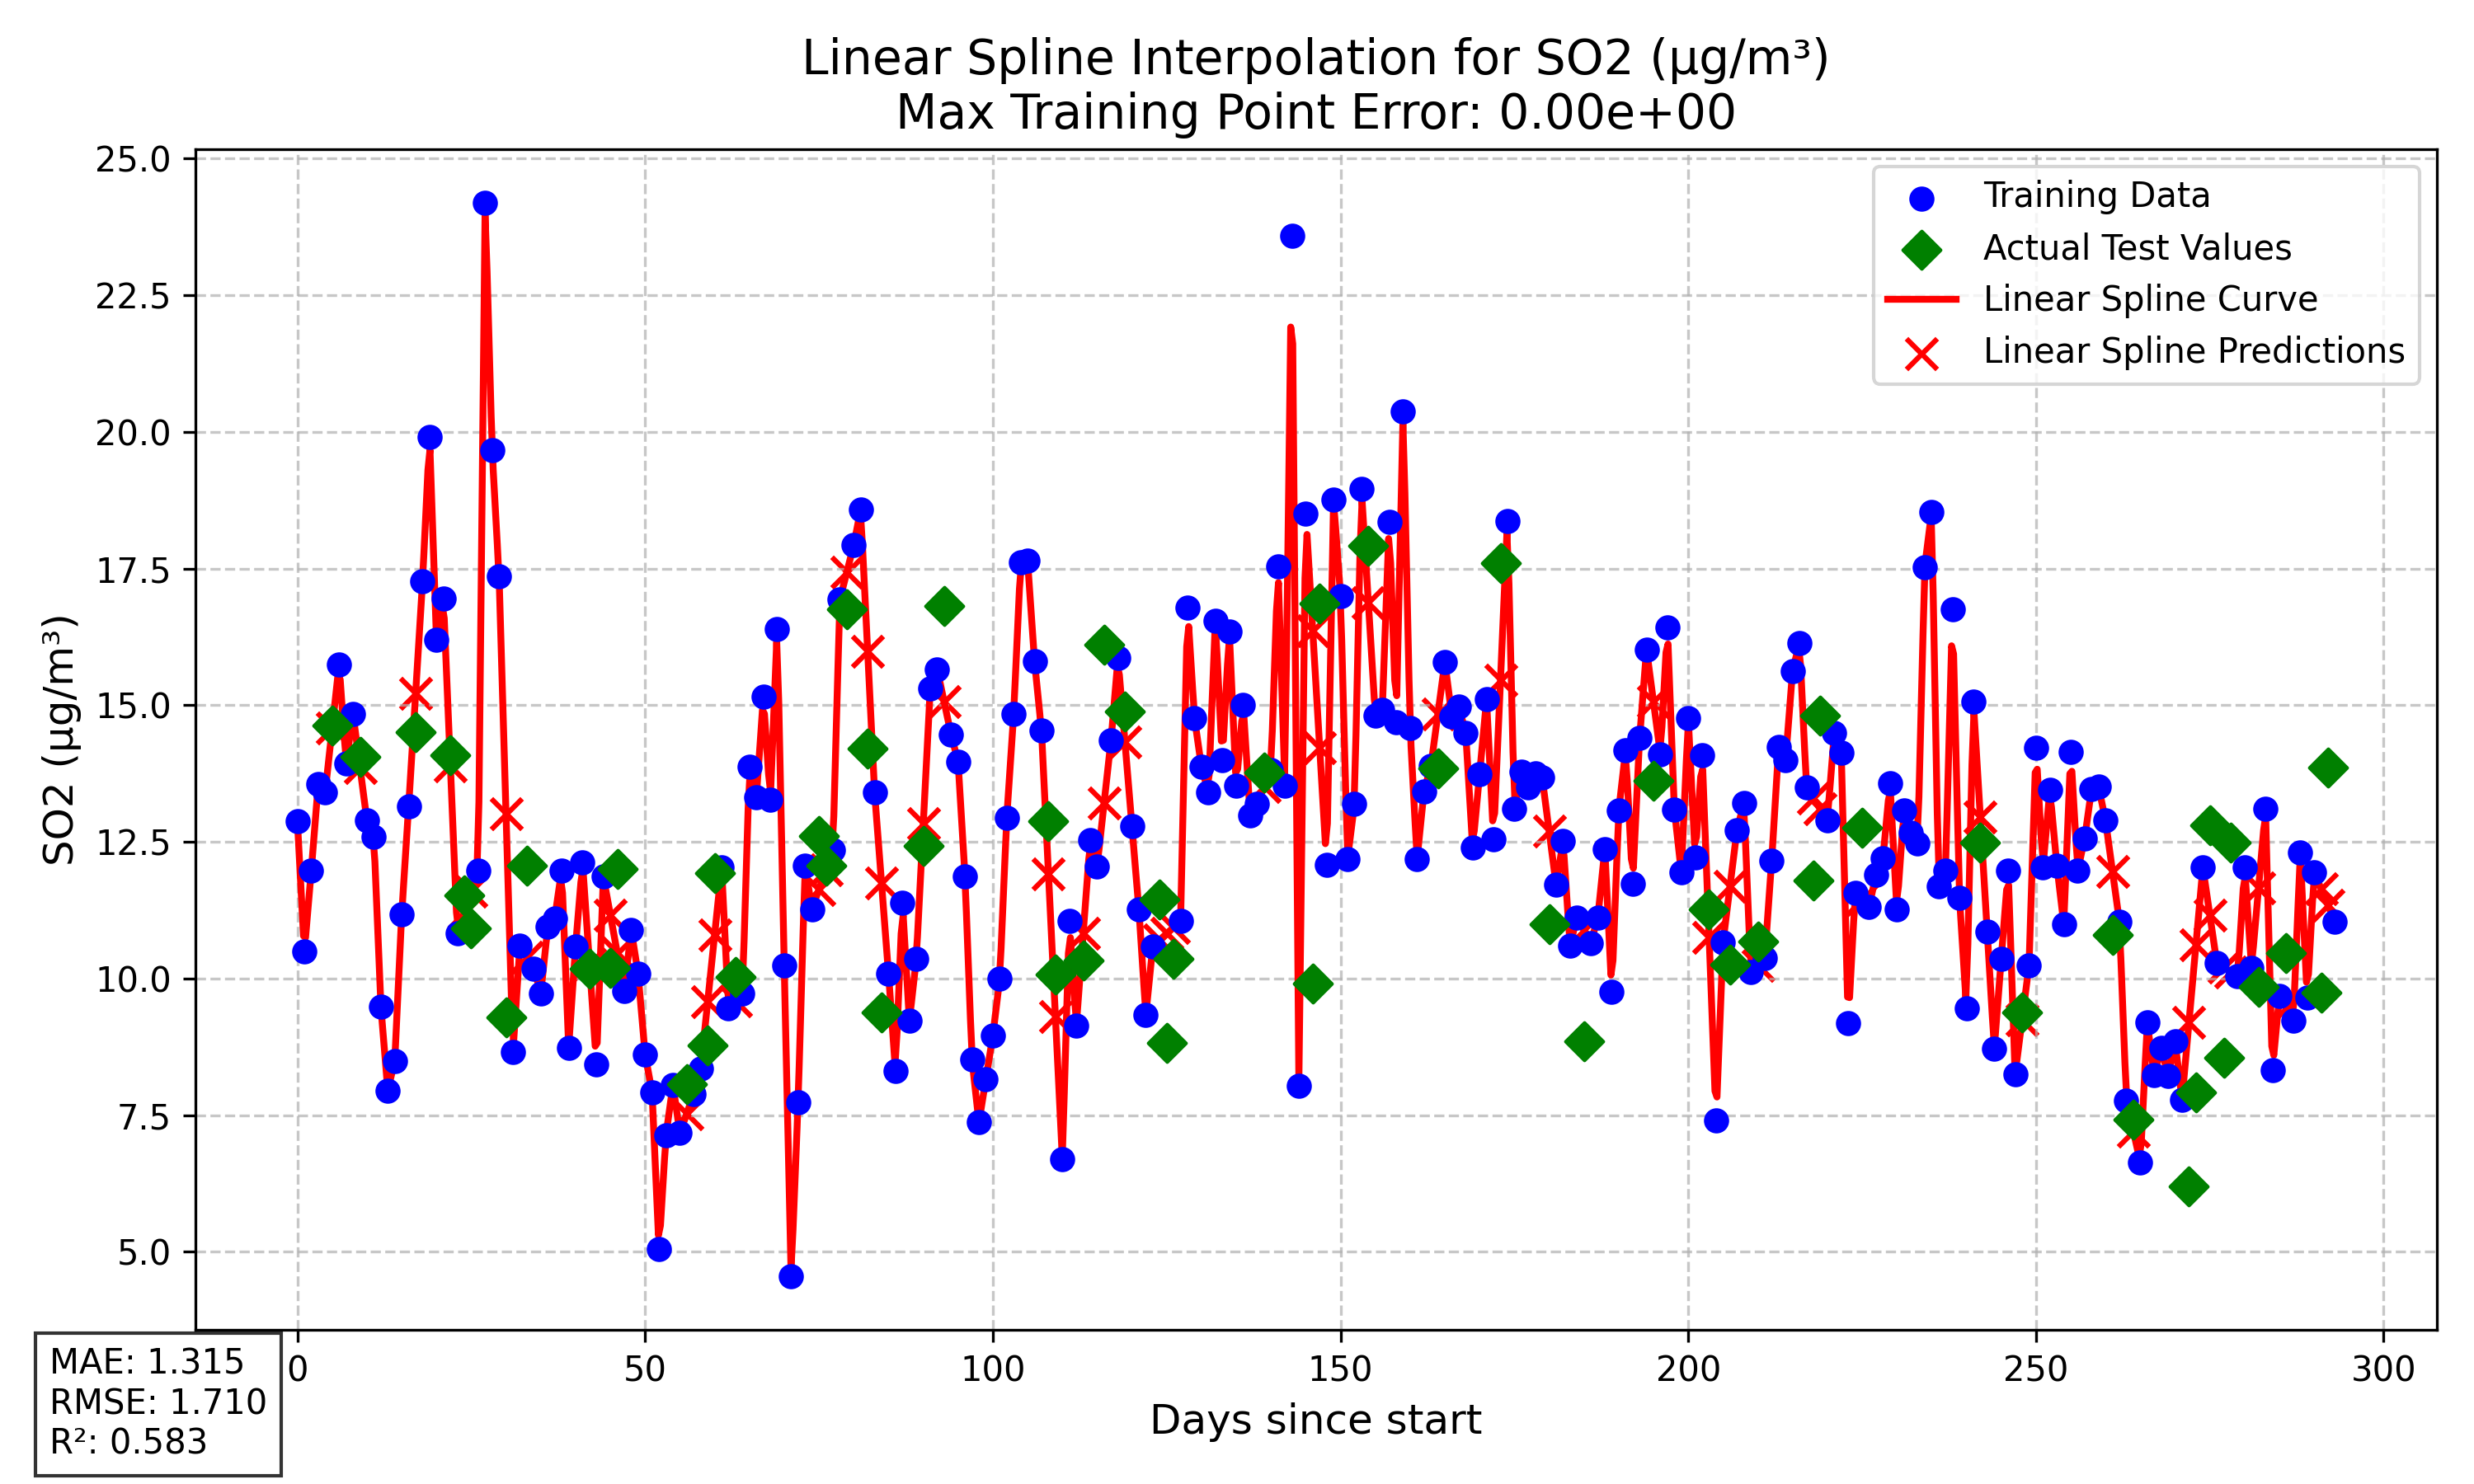 Linear Spline Interpolation for SO2 (µg/m³)
Max Training Point Error: 0.00e+00
25.0
22.5
20.0
17.5
15.0
12.5
10.0
7.5
5.0
SO2 (µg/m³)
Training Data
Actual Test Values
Linear Spline Curve
Linear Spline Predictions
0
50
100
150
200
250
300
Days since start
MAE: 1.315
RMSE: 1.710
R²: 0.583